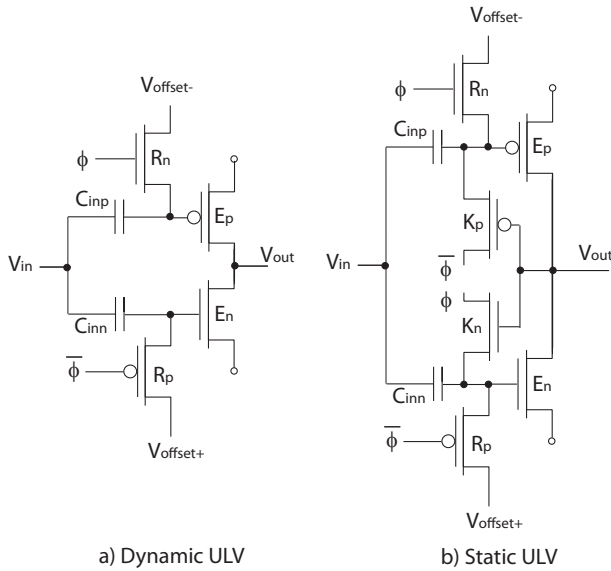 Voffset-
ϕ
Rn
Cinp
Ep
Vin
Vout
Cinn
En
ϕ̅
Rp
Voffset+
a) Dynamic ULV
Voffset-
ϕ
Rn
Cinp
Ep
Kp
ϕ̅
Vin
Vout
ϕ
Kn
Cinn
En
ϕ̅
Rp
Voffset+
b) Static ULV